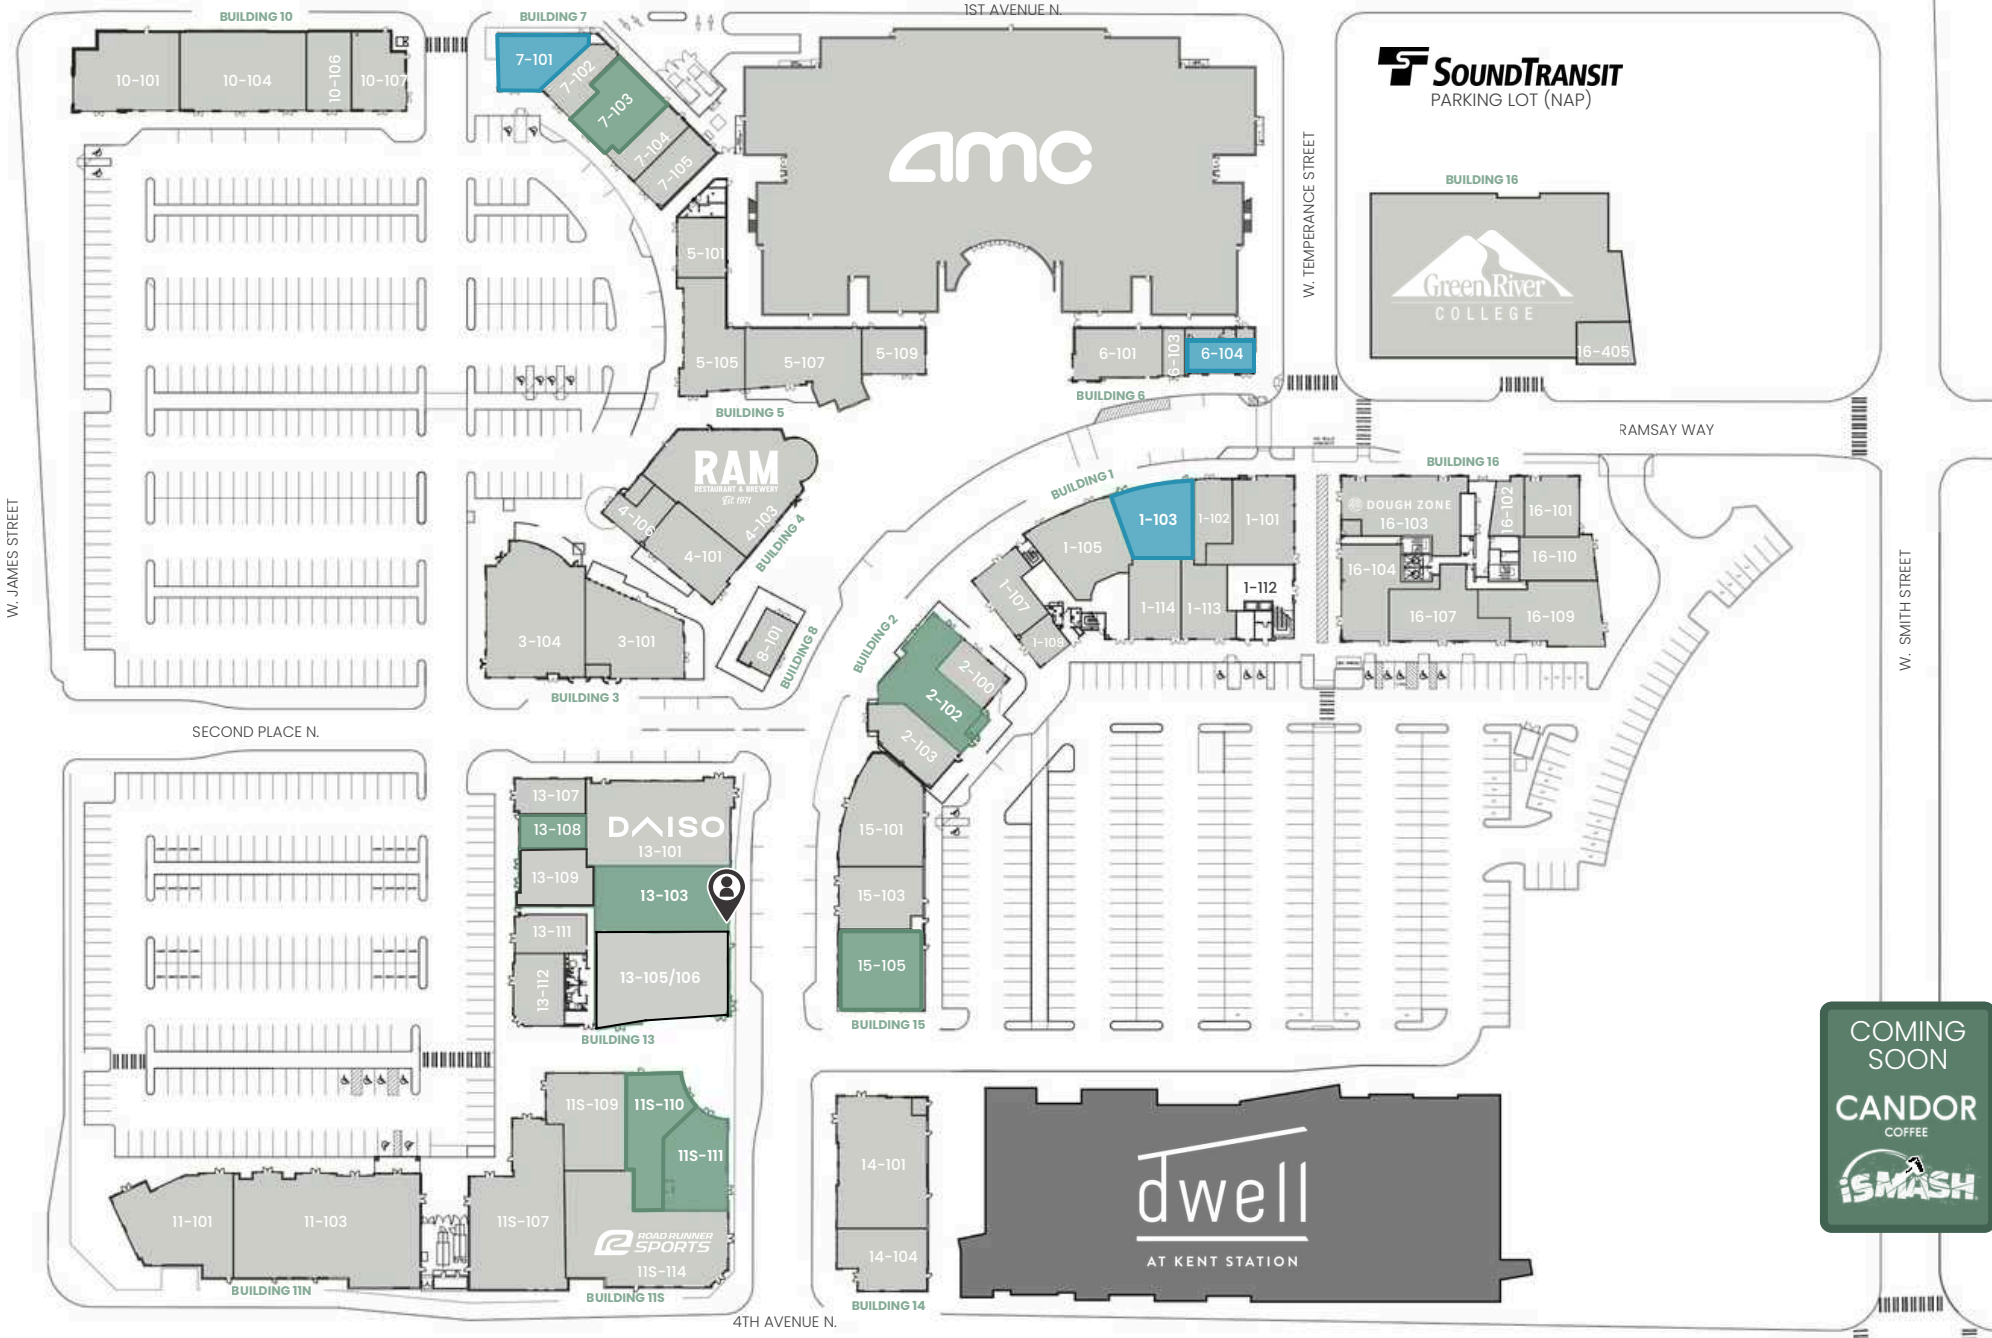 1ST AVENUE N.
BUILDING 10
10-101
10-104
10-106
10-107
BUILDING 7
7-101
7-102
7-103
7-104
7-105
amc
SOUNDTRANSIT
PARKING LOT (NAP)
W. TEMPERANCE STREET
BUILDING 16
Green River
COLLEGE
16-405
5-101
5-105
5-107
5-109
BUILDING 5
6-101
6-103
6-104
BUILDING 6
RAMSAY WAY
W. JAMES STREET
W. SMITH STREET
RAM
RESTAURANT & BREWERY
Est. 1971
4-106
4-103
4-101
BUILDING 4
3-104
3-101
BUILDING 3
8-101
BUILDING 8
BUILDING 1
1-105
1-103
1-102
1-101
1-107
1-109
1-114
1-113
1-112
BUILDING 16
DOUGH ZONE
16-103
16-102
16-101
16-104
16-110
16-107
16-109
BUILDING 2
2-100
2-102
2-103
SECOND PLACE N.
13-107
13-108
13-109
13-111
13-112
DAISO
13-101
13-103
13-105/106
BUILDING 13
15-101
15-103
15-105
BUILDING 15
COMING
SOON
CANDOR
COFFEE
iSMASH
11-101
11-103
BUILDING 11N
11S-107
11S-109
11S-110
11S-111
ROAD RUNNER
SPORTS
11S-114
BUILDING 11S
14-101
14-104
BUILDING 14
dwell
AT KENT STATION
4TH AVENUE N.